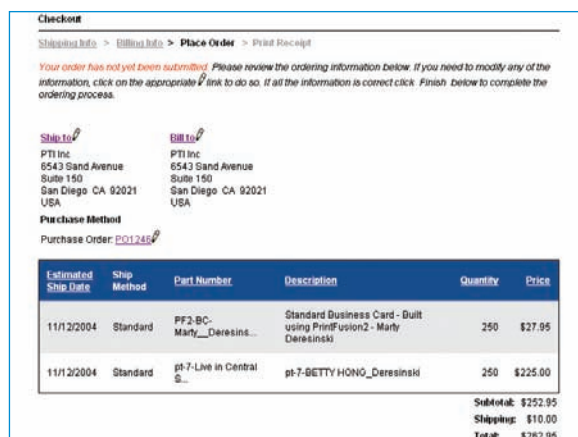 Checkout
Shipping Info > Billing Info > Place Order > Print Receipt
Your order has not yet been submitted. Please review the ordering information below. If you need to modify any of the
information, click on the appropriate link to do so. If all the information is correct click Finish below to complete the
ordering process.
Ship to Bill to
PTI Inc PTI Inc
6543 Sand Avenue 6543 Sand Avenue
Suite 150 Suite 150
San Diego CA 92021 San Diego CA 92021
USA USA
Purchase Method
Purchase Order: PO1246
Estimated Ship Date Ship Method Part Number Description Quantity Price
11/12/2004 Standard PF2-BC-Marty__Deresins... Standard Business Card - Built using PrintFusion2 - Marty Deresinski 250 $27.95
11/12/2004 Standard pt-7-Live in Central S... pt-7-BETTY HONG_Deresinski 250 $225.00
Subtotal: $252.95
Shipping: $10.00
Total: $262.95